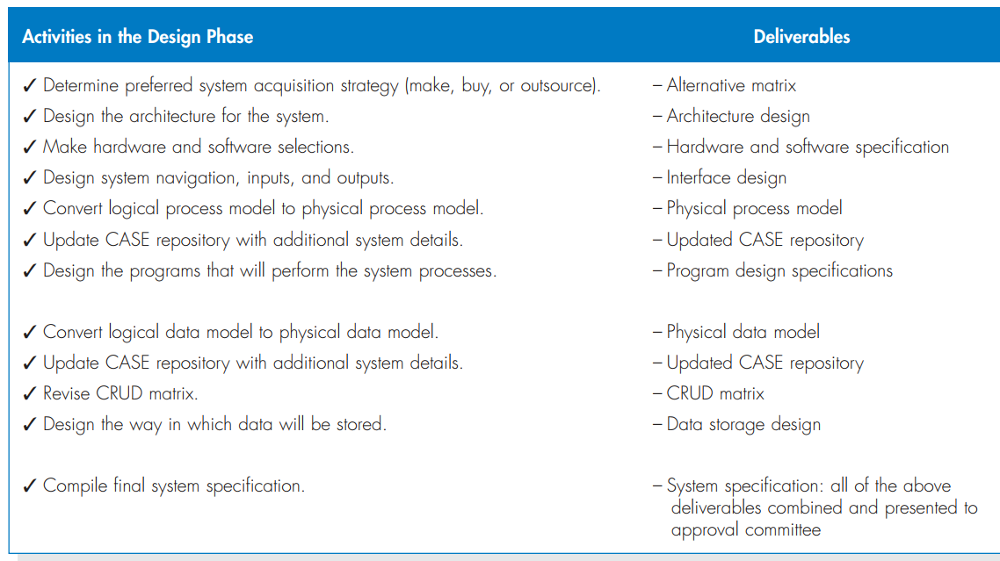 Activities in the Design Phase Deliverables
✓ Determine preferred system acquisition strategy (make, buy, or outsource). – Alternative matrix
✓ Design the architecture for the system. – Architecture design
✓ Make hardware and software selections. – Hardware and software specification
✓ Design system navigation, inputs, and outputs. – Interface design
✓ Convert logical process model to physical process model. – Physical process model
✓ Update CASE repository with additional system details. – Updated CASE repository
✓ Design the programs that will perform the system processes. – Program design specifications
✓ Convert logical data model to physical data model. – Physical data model
✓ Update CASE repository with additional system details. – Updated CASE repository
✓ Revise CRUD matrix. – CRUD matrix
✓ Design the way in which data will be stored. – Data storage design
✓ Compile final system specification. – System specification: all of the above
deliverables combined and presented to
approval committee